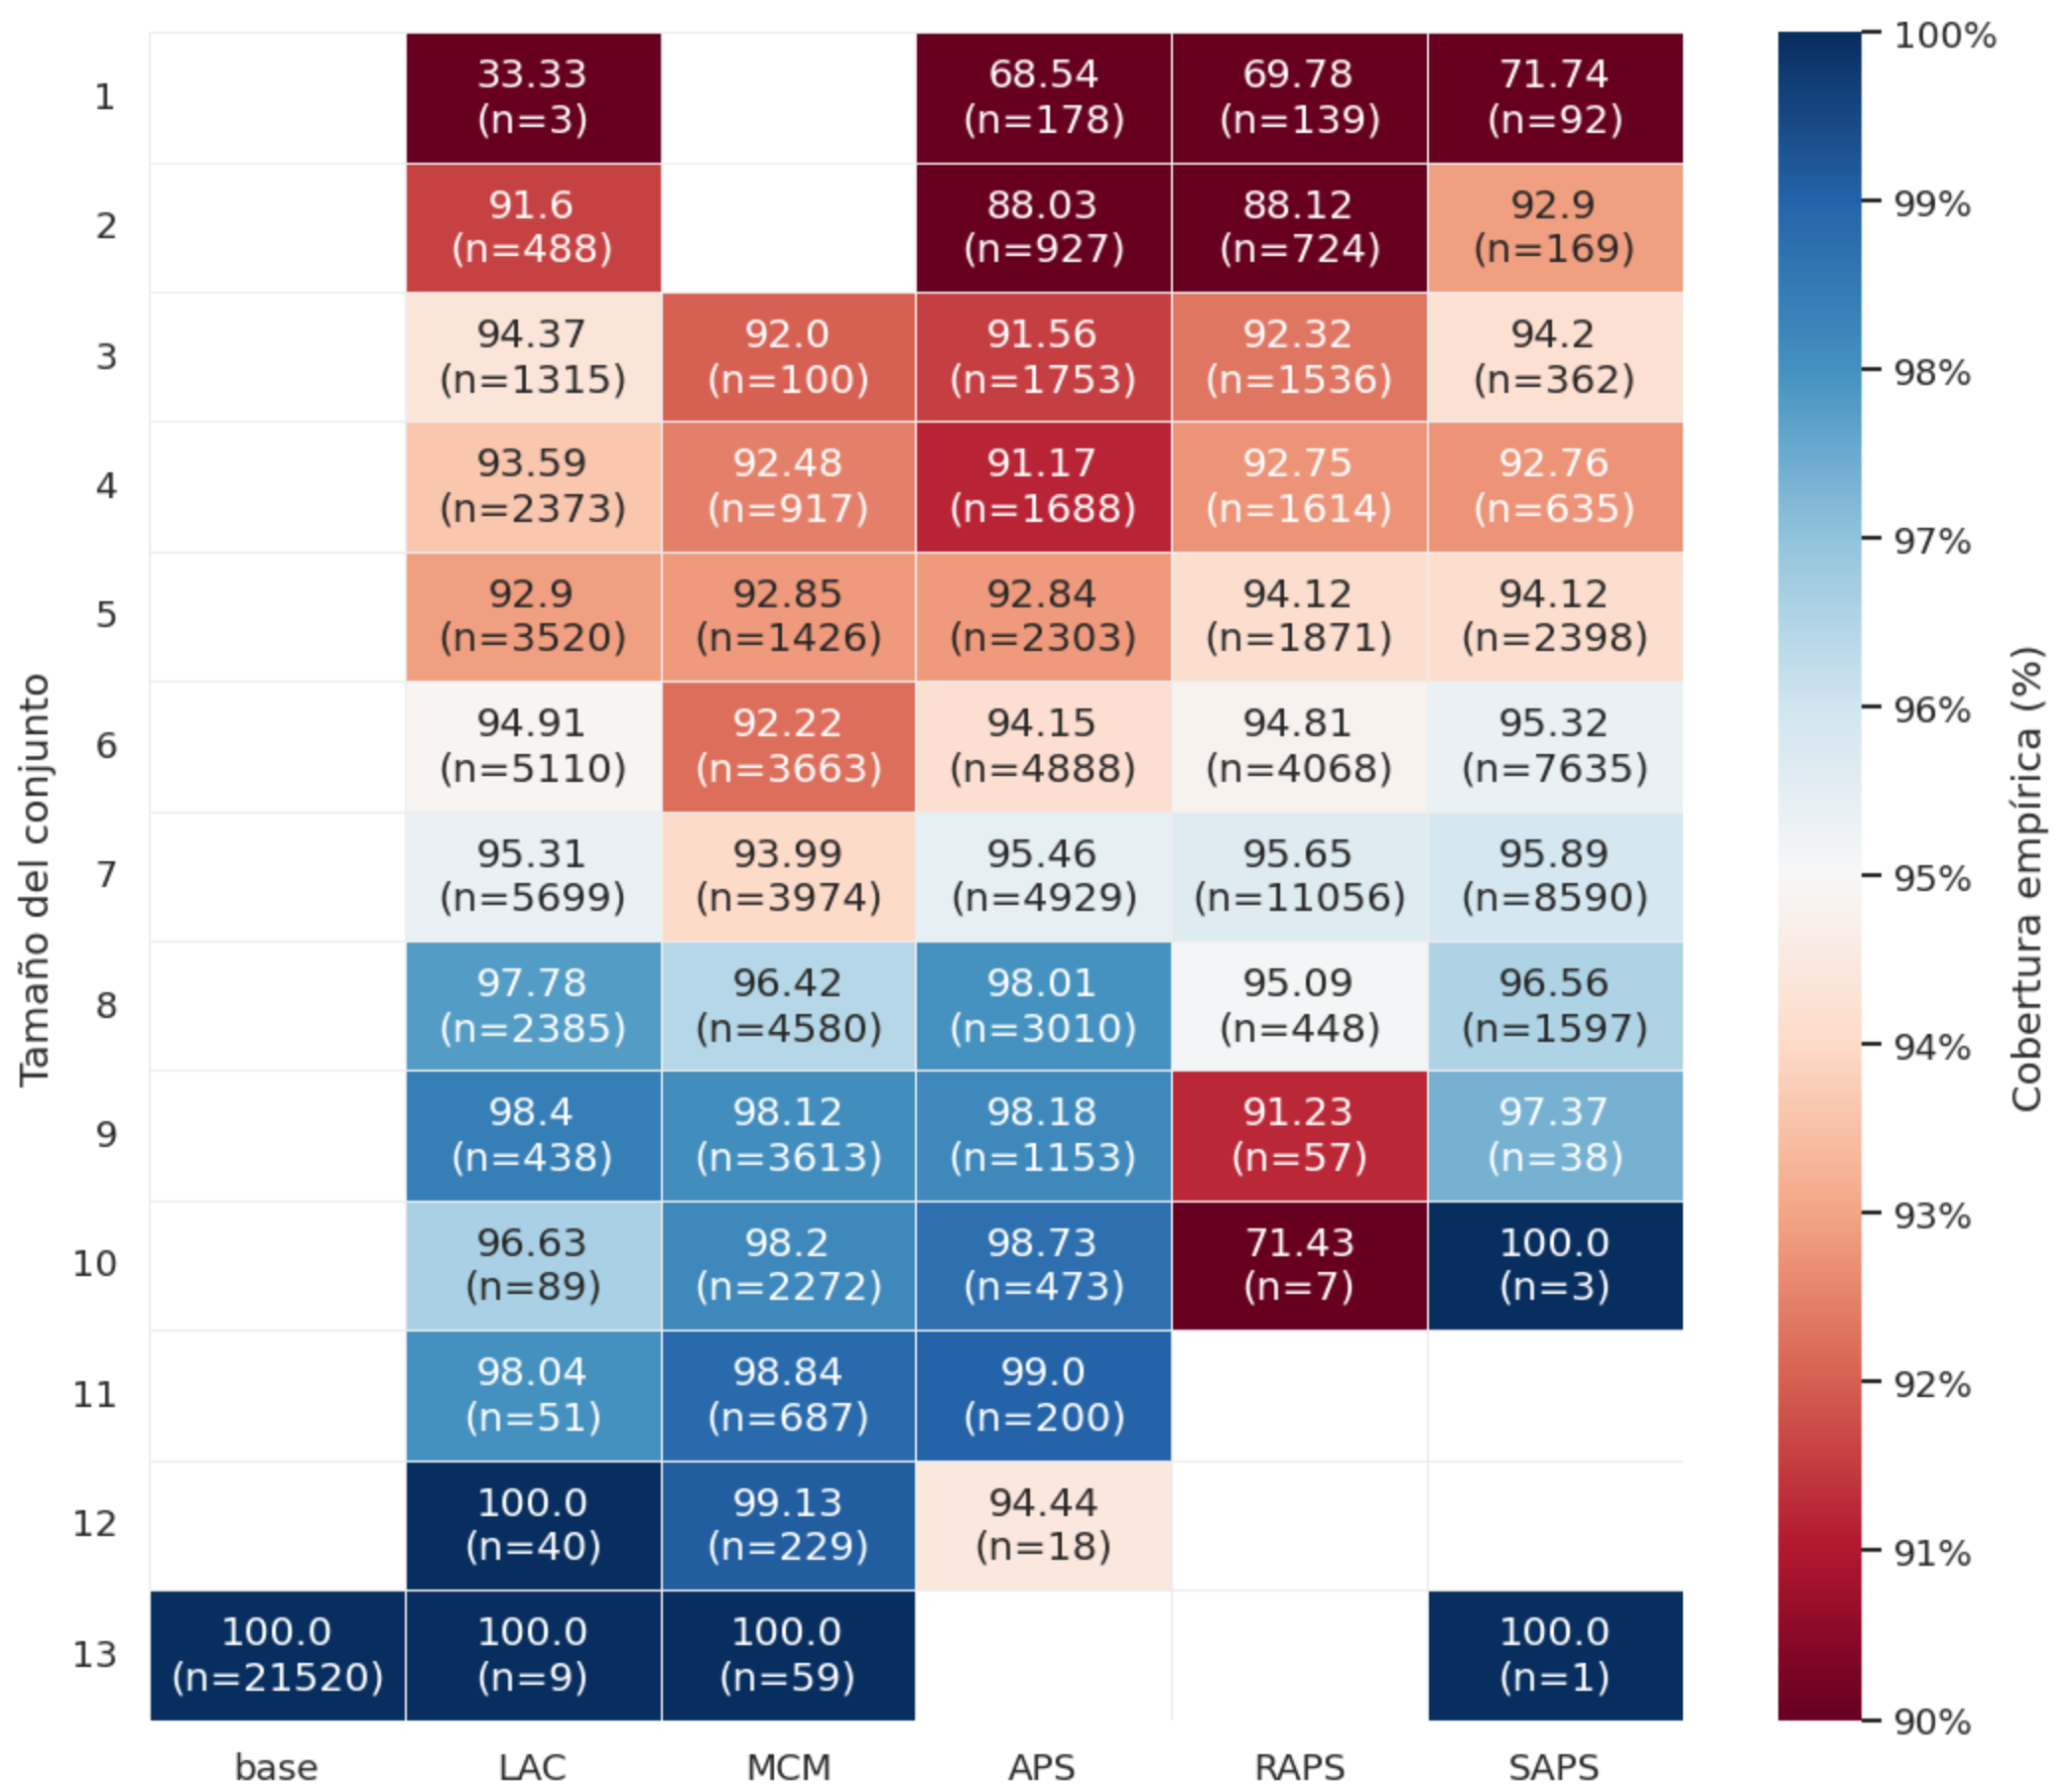 100%
1
33.33
(n=3)
68.54
(n=178)
69.78
(n=139)
71.74
(n=92)
2
91.6
(n=488)
88.03
(n=927)
88.12
(n=724)
92.9
(n=169)
99%
3
94.37
(n=1315)
92.0
(n=100)
91.56
(n=1753)
92.32
(n=1536)
94.2
(n=362)
98%
4
93.59
(n=2373)
92.48
(n=917)
91.17
(n=1688)
92.75
(n=1614)
92.76
(n=635)
97%
5
92.9
(n=3520)
92.85
(n=1426)
92.84
(n=2303)
94.12
(n=1871)
94.12
(n=2398)
6
94.91
(n=5110)
92.22
(n=3663)
94.15
(n=4888)
94.81
(n=4068)
95.32
(n=7635)
96%
7
95.31
(n=5699)
93.99
(n=3974)
95.46
(n=4929)
95.65
(n=11056)
95.89
(n=8590)
95%
Tamaño del conjunto
Cobertura empírica (%)
8
97.78
(n=2385)
96.42
(n=4580)
98.01
(n=3010)
95.09
(n=448)
96.56
(n=1597)
94%
9
98.4
(n=438)
98.12
(n=3613)
98.18
(n=1153)
91.23
(n=57)
97.37
(n=38)
93%
10
96.63
(n=89)
98.2
(n=2272)
98.73
(n=473)
71.43
(n=7)
100.0
(n=3)
11
98.04
(n=51)
98.84
(n=687)
99.0
(n=200)
92%
12
100.0
(n=40)
99.13
(n=229)
94.44
(n=18)
91%
13
100.0
(n=21520)
100.0
(n=9)
100.0
(n=59)
100.0
(n=1)
90%
base
LAC
MCM
APS
RAPS
SAPS